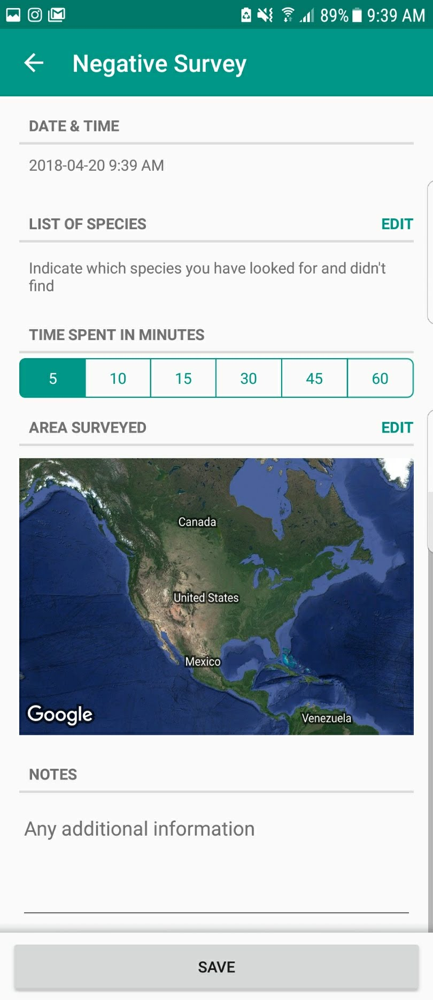 89% 9:39 AM
Negative Survey
DATE & TIME
2018-04-20 9:39 AM
LIST OF SPECIES EDIT
Indicate which species you have looked for and didn't
find
TIME SPENT IN MINUTES
5 10 15 30 45 60
AREA SURVEYED EDIT
Canada
United States
Mexico
Google
Venezuela
NOTES
Any additional information
SAVE